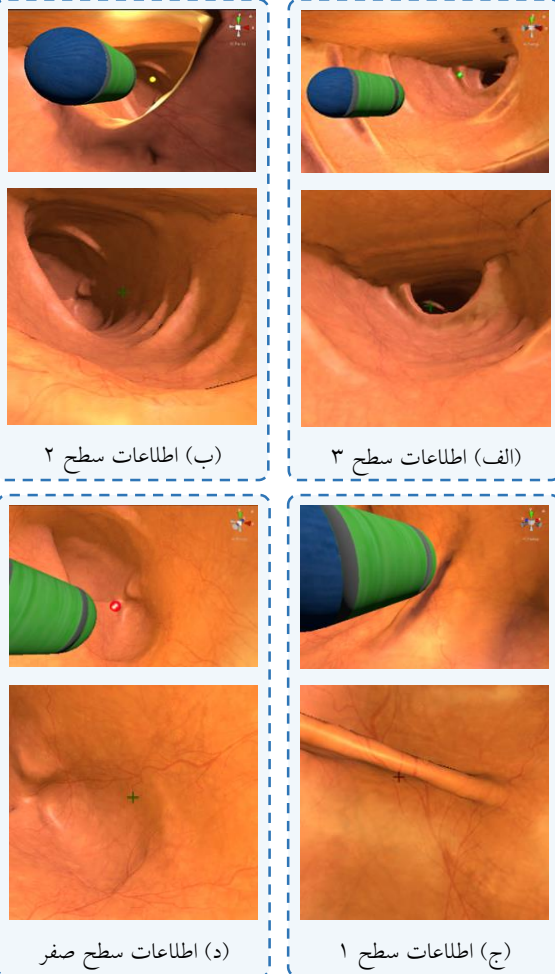 (الف) اطلاعات سطح ۳
(ب) اطلاعات سطح ۲
(ج) اطلاعات سطح ۱
(د) اطلاعات سطح صفر